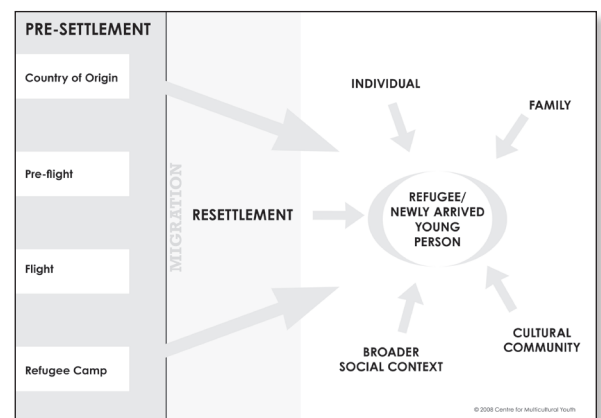 PRE-SETTLEMENT
Country of Origin
Pre-flight
Flight
Refugee Camp
MIGRATION
RESETTLEMENT
INDIVIDUAL
FAMILY
REFUGEE/
NEWLY ARRIVED
YOUNG
PERSON
BROADER
SOCIAL CONTEXT
CULTURAL
COMMUNITY
© 2008 Centre for Multicultural Youth